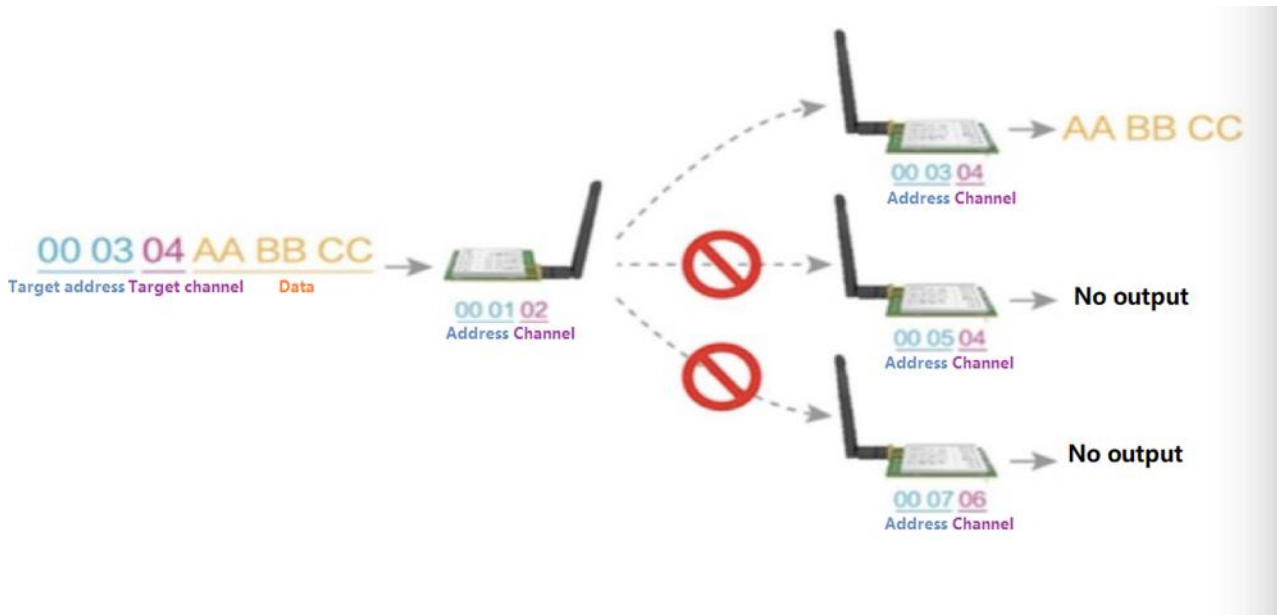 00 03 04 AA BB CC
Target address Target channel Data
00 01 02
Address Channel
00 03 04
Address Channel
AA BB CC
00 05 04
Address Channel
No output
00 07 06
Address Channel
No output